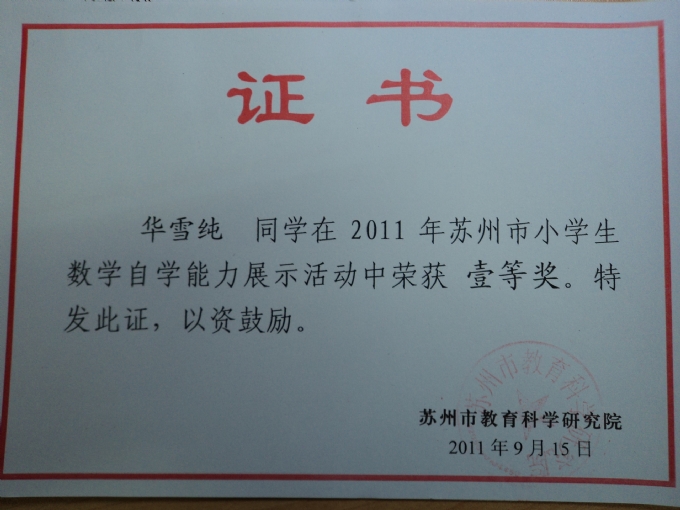 证书
华雪纯 同学在 2011 年苏州市小学生
数学自学能力展示活动中荣获 壹等奖。特
发此证，以资鼓励。
苏州市教育科学研究院
2011 年 9 月 15 日